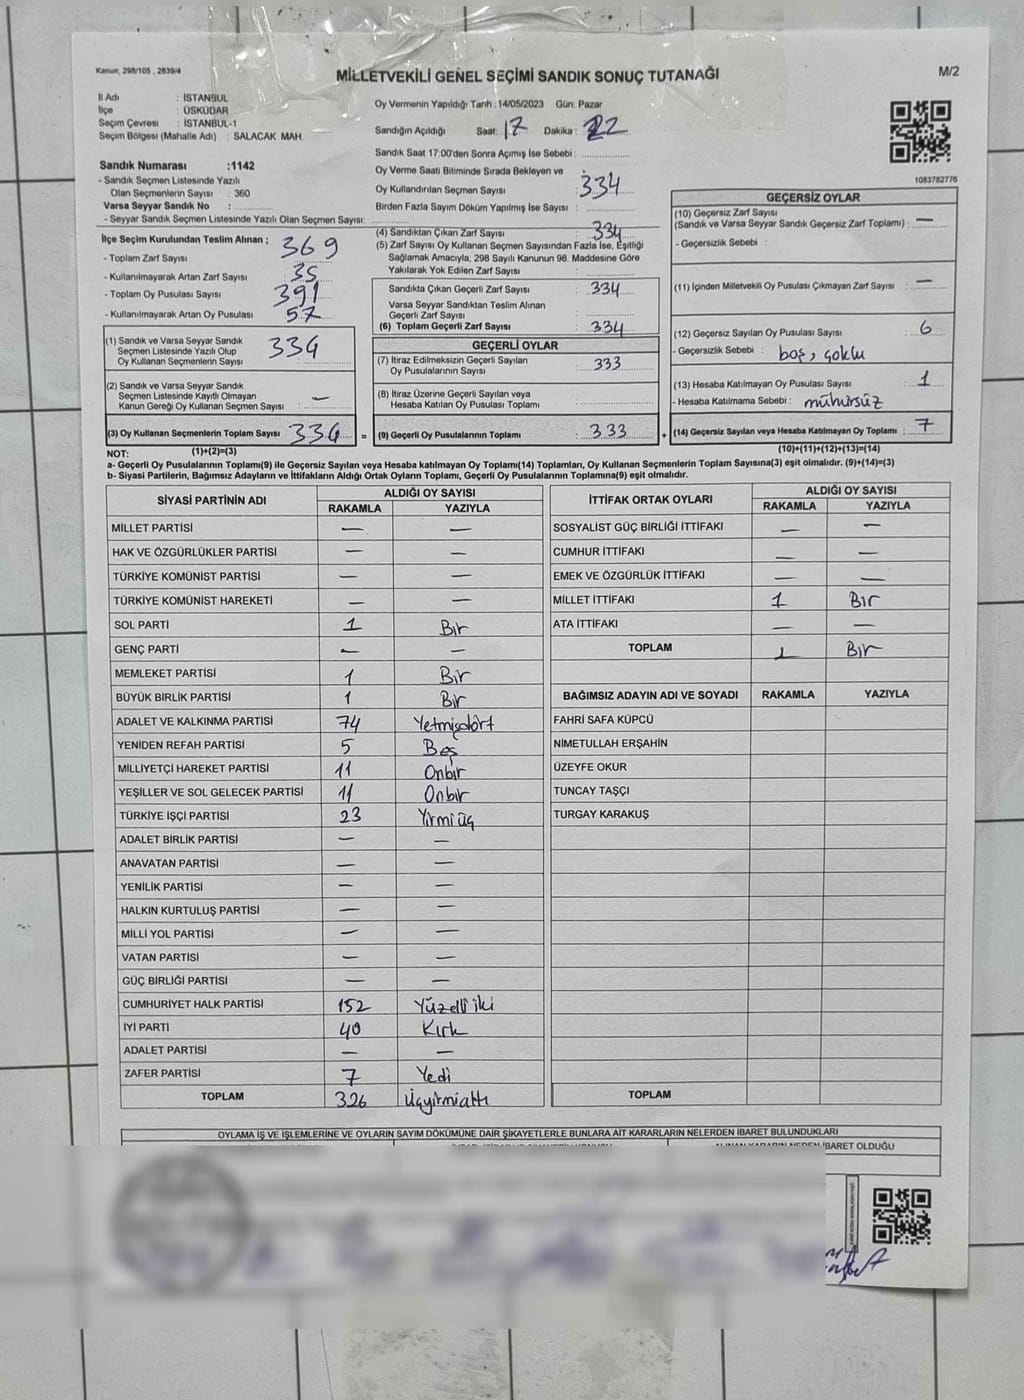 Kanun; 298/105 , 2839/4
MİLLETVEKİLİ GENEL SEÇİMİ SANDIK SONUÇ TUTANAĞI
M/2
İl Adı : İSTANBUL
İlçe : ÜSKÜDAR
Seçim Çevresi : İSTANBUL-1
Seçim Bölgesi (Mahalle Adı) : SALACAK MAH.
Oy Vermenin Yapıldığı Tarih : 14/05/2023 Gün: Pazar
Sandığın Açıldığı Saat: 17 Dakika : 22
Sandık Saat 17:00'den Sonra Açılmış İse Sebebi :
Oy Verme Saati Bitiminde Sırada Bekleyen ve
Oy Kullandırılan Seçmen Sayısı : 334
Birden Fazla Sayım Döküm Yapılmış İse Sayısı :
1083782776
Sandık Numarası :1142
- Sandık Seçmen Listesinde Yazılı
Olan Seçmenlerin Sayısı : 360
Varsa Seyyar Sandık No :
- Seyyar Sandık Seçmen Listesinde Yazılı Olan Seçmen Sayısı:
İlçe Seçim Kurulundan Teslim Alınan ;
- Toplam Zarf Sayısı : 369
- Kullanılmayarak Artan Zarf Sayısı : 35
- Toplam Oy Pusulası Sayısı : 391
- Kullanılmayarak Artan Oy Pusulası : 57
(1) Sandık ve Varsa Seyyar Sandık
Seçmen Listesinde Yazılı Olup
Oy Kullanan Seçmenlerin Sayısı : 334
(2) Sandık ve Varsa Seyyar Sandık
Seçmen Listesinde Kayıtlı Olmayan
Kanun Gereği Oy Kullanan Seçmen Sayısı : —
(3) Oy Kullanan Seçmenlerin Toplam Sayısı : 334 =
(1)+(2)=(3)
(4) Sandıktan Çıkan Zarf Sayısı : 334
(5) Zarf Sayısı Oy Kullanan Seçmen Sayısından Fazla İse, Eşitliği
Sağlamak Amacıyla, 298 Sayılı Kanunun 98. Maddesine Göre
Yakılarak Yok Edilen Zarf Sayısı :
Sandıkta Çıkan Geçerli Zarf Sayısı : 334
Varsa Seyyar Sandıktan Teslim Alınan
Geçerli Zarf Sayısı :
(6) Toplam Geçerli Zarf Sayısı : 334
GEÇERLİ OYLAR
(7) İtiraz Edilmeksizin Geçerli Sayılan
Oy Pusulalarının Sayısı : 333
(8) İtiraz Üzerine Geçerli Sayılan veya
Hesaba Katılan Oy Pusulası Toplamı :
(9) Geçerli Oy Pusulalarının Toplamı : 333 +
GEÇERSİZ OYLAR
(10) Geçersiz Zarf Sayısı
(Sandık ve Varsa Seyyar Sandık Geçersiz Zarf Toplamı) : —
- Geçersizlik Sebebi :
(11) İçinden Milletvekili Oy Pusulası Çıkmayan Zarf Sayısı : —
(12) Geçersiz Sayılan Oy Pusulası Sayısı : 6
- Geçersizlik Sebebi : boş, çoklu
(13) Hesaba Katılmayan Oy Pusulası Sayısı : 1
- Hesaba Katılmama Sebebi : mühürsüz
(14) Geçersiz Sayılan veya Hesaba Katılmayan Oy Toplamı : 7
(10)+(11)+(12)+(13)=(14)
NOT:
a- Geçerli Oy Pusulalarının Toplamı(9) ile Geçersiz Sayılan veya Hesaba katılmayan Oy Toplamı(14) Toplamları, Oy Kullanan Seçmenlerin Toplam Sayısına(3) eşit olmalıdır. (9)+(14)=(3)
b- Siyasi Partilerin, Bağımsız Adayların ve İttifakların Aldığı Ortak Oyların Toplamı, Geçerli Oy Pusulalarının Toplamına(9) eşit olmalıdır.
SİYASİ PARTİNİN ADI ALDIĞI OY SAYISI
RAKAMLA YAZIYLA
MİLLET PARTİSİ — —
HAK VE ÖZGÜRLÜKLER PARTİSİ — —
TÜRKİYE KOMÜNİST PARTİSİ — —
TÜRKİYE KOMÜNİST HAREKETİ — —
SOL PARTİ 1 Bir
GENÇ PARTİ — —
MEMLEKET PARTİSİ 1 Bir
BÜYÜK BİRLİK PARTİSİ 1 Bir
ADALET VE KALKINMA PARTİSİ 74 Yetmişdört
YENİDEN REFAH PARTİSİ 5 Beş
MİLLİYETÇİ HAREKET PARTİSİ 11 Onbir
YEŞİLLER VE SOL GELECEK PARTİSİ 11 Onbir
TÜRKİYE İŞÇİ PARTİSİ 23 Yirmiüç
ADALET BİRLİK PARTİSİ — —
ANAVATAN PARTİSİ — —
YENİLİK PARTİSİ — —
HALKIN KURTULUŞ PARTİSİ — —
MİLLİ YOL PARTİSİ — —
VATAN PARTİSİ — —
GÜÇ BİRLİĞİ PARTİSİ — —
CUMHURİYET HALK PARTİSİ 152 Yüzelli iki
İYİ PARTİ 40 Kırk
ADALET PARTİSİ — —
ZAFER PARTİSİ 7 Yedi
TOPLAM 326 Üçyirmialtı
İTTİFAK ORTAK OYLARI ALDIĞI OY SAYISI
RAKAMLA YAZIYLA
SOSYALİST GÜÇ BİRLİĞİ İTTİFAKI — —
CUMHUR İTTİFAKI — —
EMEK VE ÖZGÜRLÜK İTTİFAKI — —
MİLLET İTTİFAKI 1 Bir
ATA İTTİFAKI — —
TOPLAM 1 Bir
BAĞIMSIZ ADAYIN ADI VE SOYADI RAKAMLA YAZIYLA
FAHRİ SAFA KÜPCÜ
NİMETULLAH ERŞAHİN
ÜZEYFE OKUR
TUNCAY TAŞÇI
TURGAY KARAKUŞ
TOPLAM
OYLAMA İŞ VE İŞLEMLERİNE VE OYLARIN SAYIM DÖKÜMÜNE DAİR ŞİKAYETLERLE BUNLARA AİT KARARLARIN NELERDEN İBARET BULUNDUKLARI
ALINAN KARARIN NEDEN İBARET OLDUĞU